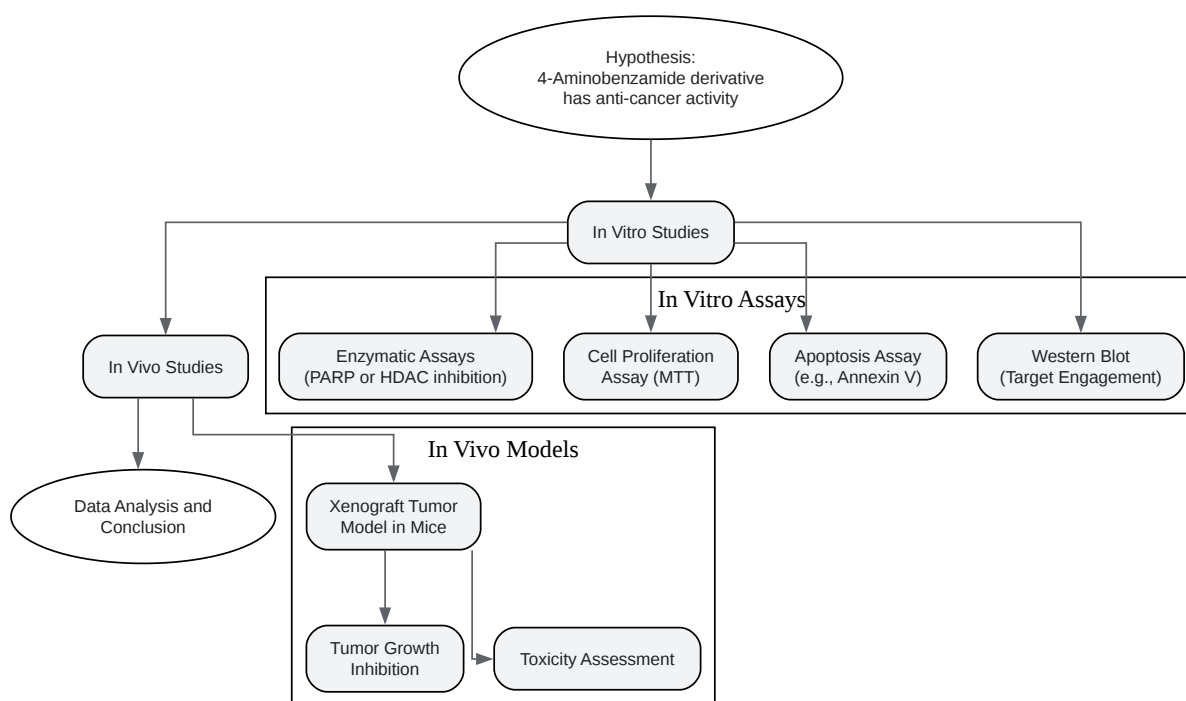 Hypothesis:
4-Aminobenzamide derivative
has anti-cancer activity
In Vitro Studies
In Vitro Assays
In Vivo Studies
Enzymatic Assays
(PARP or HDAC inhibition)
Cell Proliferation
Assay (MTT)
Apoptosis Assay
(e.g., Annexin V)
Western Blot
(Target Engagement)
In Vivo Models
Data Analysis and
Conclusion
Xenograft Tumor
Model in Mice
Tumor Growth
Inhibition
Toxicity Assessment